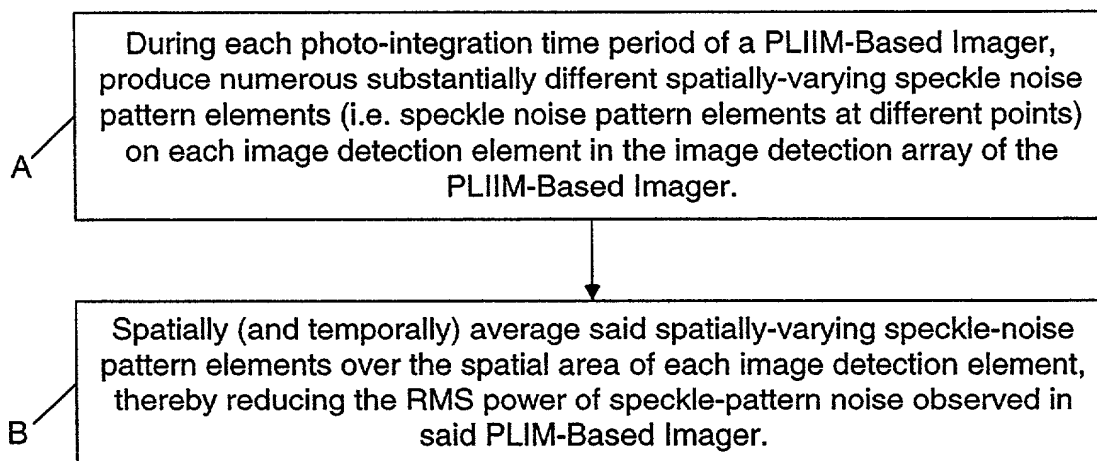 During each photo-integration time period of a PLIIM-Based Imager,
produce numerous substantially different spatially-varying speckle noise
pattern elements (i.e. speckle noise pattern elements at different points)
on each image detection element in the image detection array of the
PLIIM-Based Imager.
A
Spatially (and temporally) average said spatially-varying speckle-noise
pattern elements over the spatial area of each image detection element,
thereby reducing the RMS power of speckle-pattern noise observed in
said PLIM-Based Imager.
B